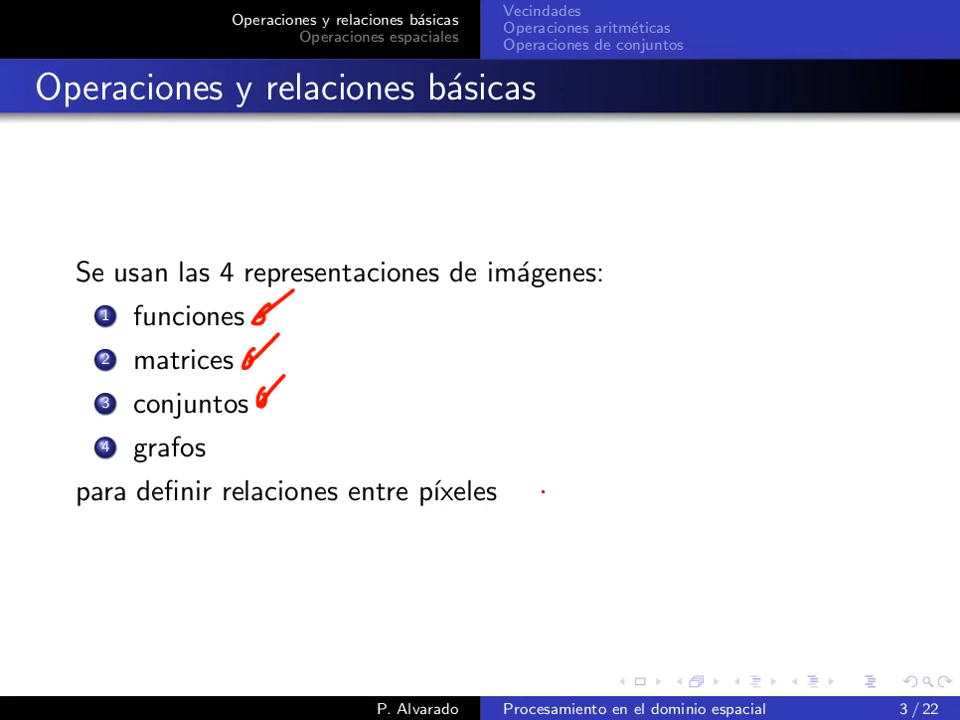 Operaciones y relaciones básicas
Operaciones espaciales
Vecindades
Operaciones aritméticas
Operaciones de conjuntos
Operaciones y relaciones básicas
Se usan las 4 representaciones de imágenes:
1 funciones
2 matrices
3 conjuntos
4 grafos
para definir relaciones entre píxeles
P. Alvarado
Procesamiento en el dominio espacial
3 / 22